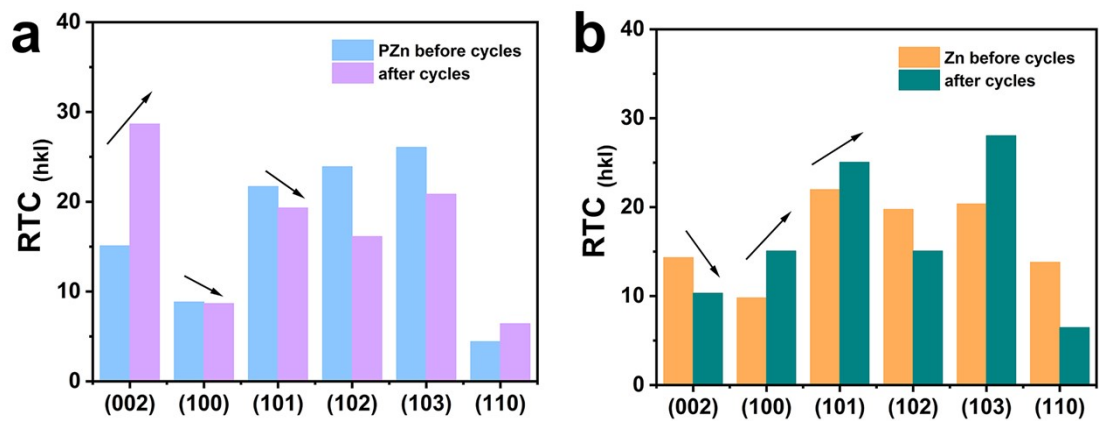 a
40
30
20
10
0
RTC (hkl)
PZn before cycles
after cycles
(002) (100) (101) (102) (103) (110)
b
40
30
20
10
0
RTC (hkl)
Zn before cycles
after cycles
(002) (100) (101) (102) (103) (110)